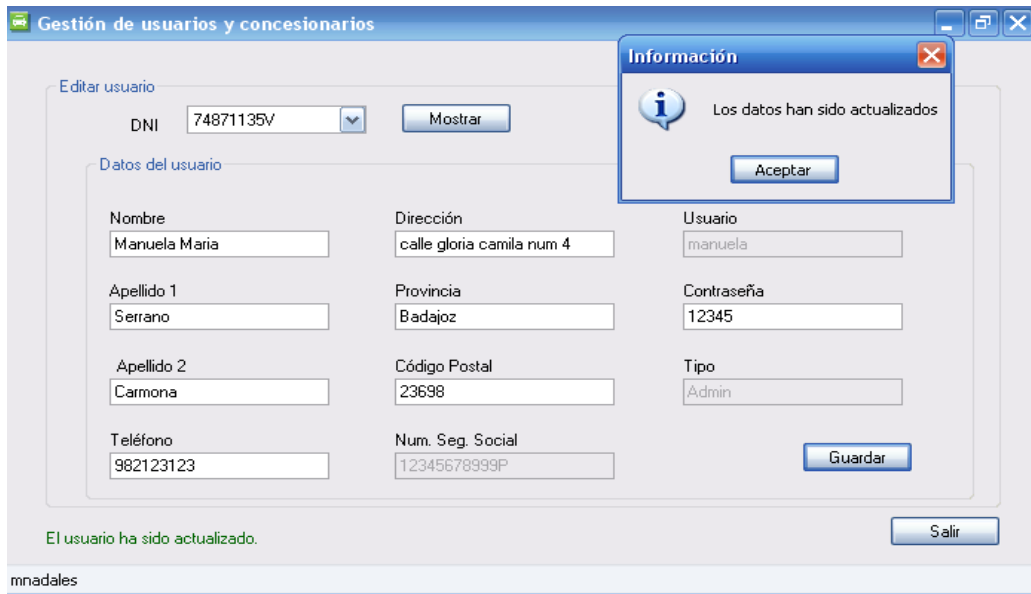 Gestión de usuarios y concesionarios
Información
Los datos han sido actualizados
Aceptar
Editar usuario
DNI 74871135V Mostrar
Datos del usuario
Nombre Dirección Usuario
Manuela Maria calle gloria camila num 4 manuela
Apellido 1 Provincia Contraseña
Serrano Badajoz 12345
Apellido 2 Código Postal Tipo
Carmona 23698 Admin
Teléfono Num. Seg. Social
982123123 12345678999P Guardar
El usuario ha sido actualizado. Salir
mnadales